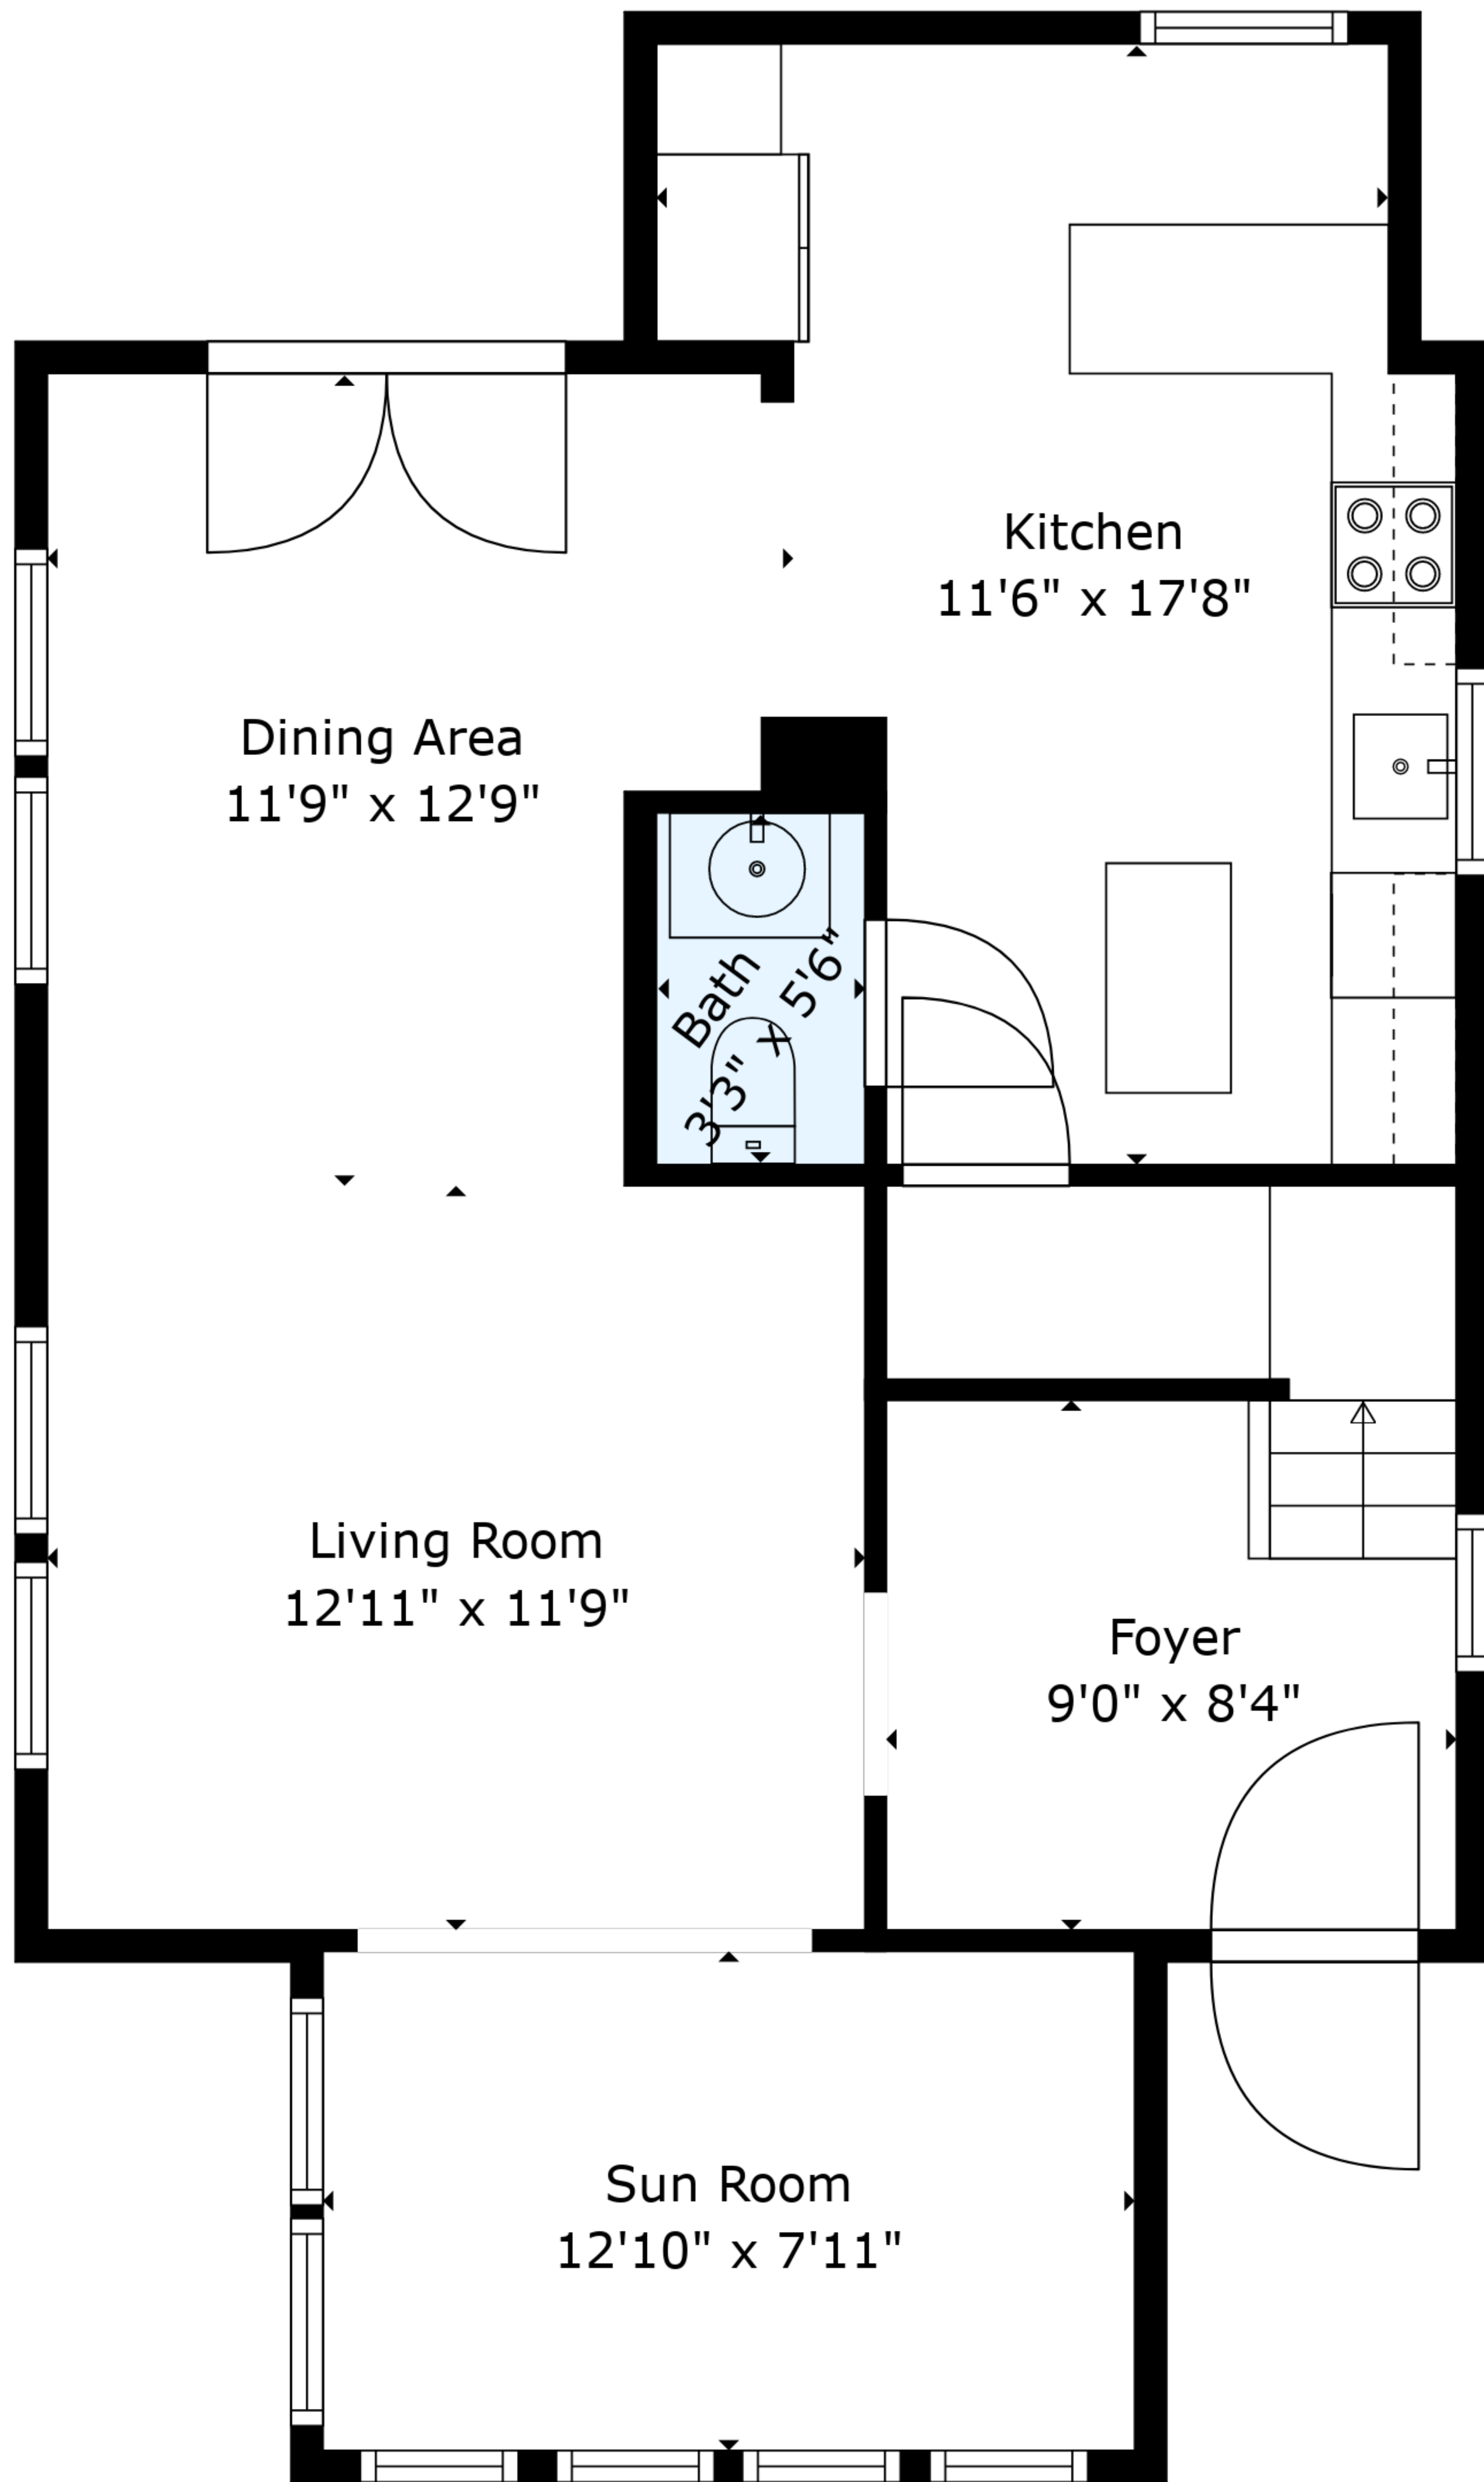 Kitchen
11'6" x 17'8"
Dining Area
11'9" x 12'9"
Bath
3'3" x 5'6"
Living Room
12'11" x 11'9"
Foyer
9'0" x 8'4"
Sun Room
12'10" x 7'11"